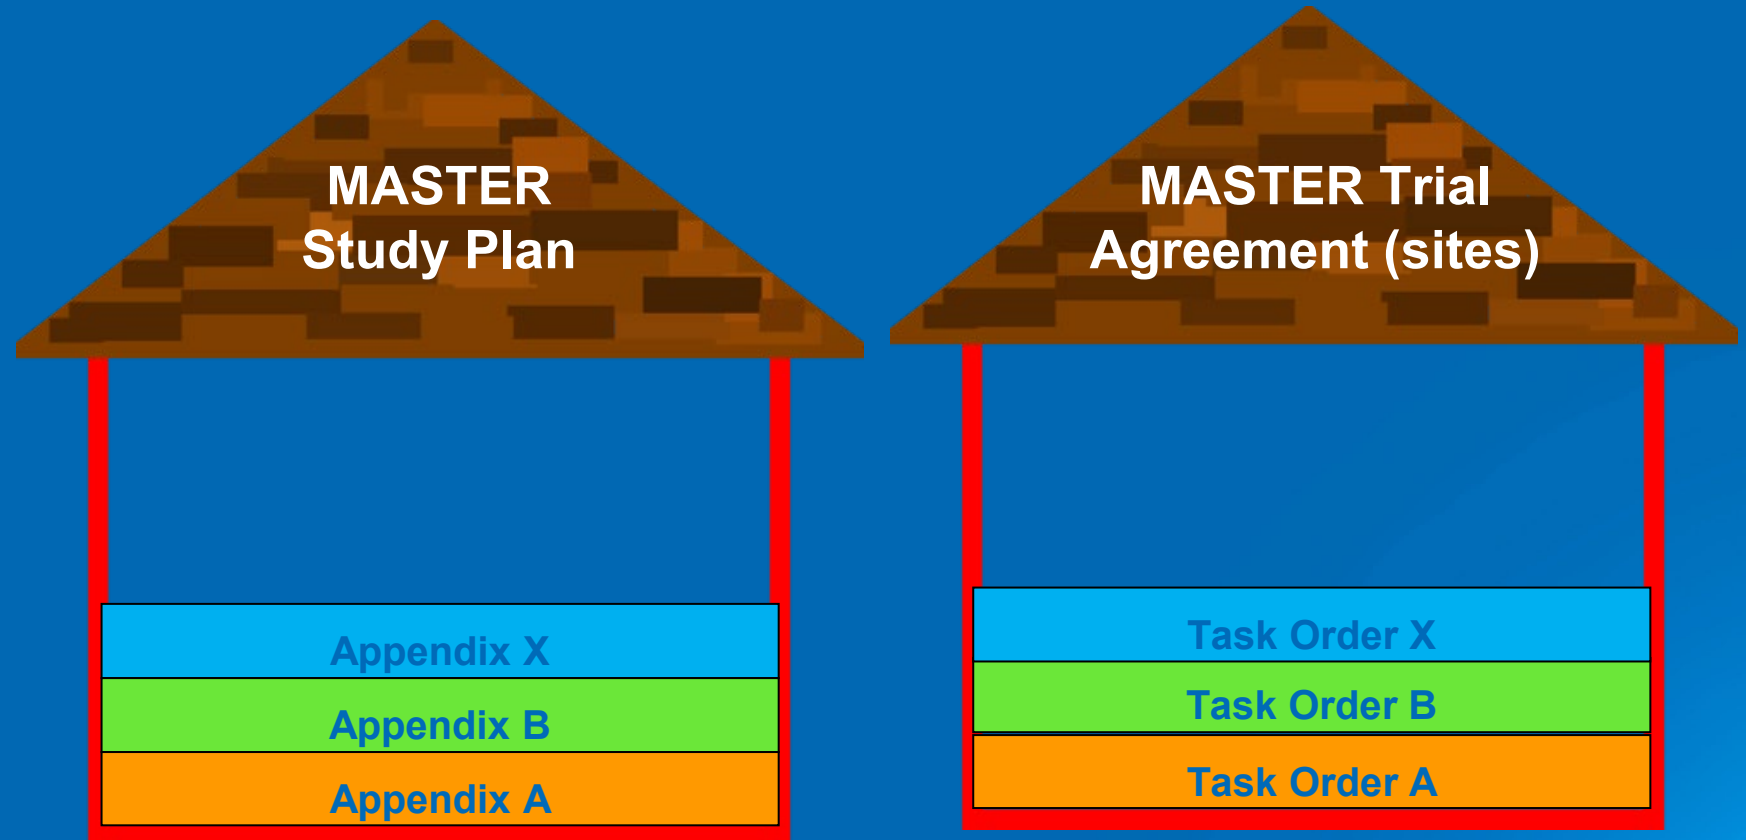 MASTER
Study Plan
Appendix X
Appendix B
Appendix A
MASTER Trial
Agreement (sites)
Task Order X
Task Order B
Task Order A